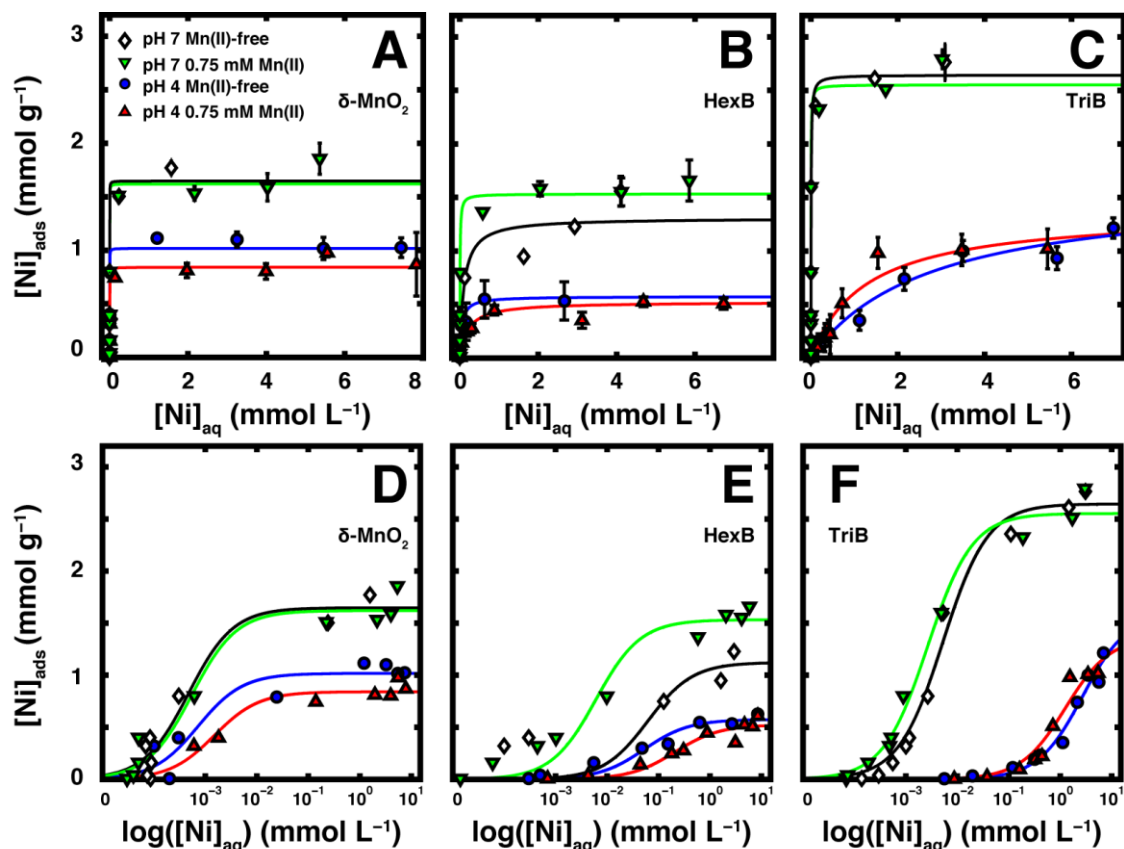 A
B
C
◇ pH 7 Mn(II)-free
▼ pH 7 0.75 mM Mn(II)
● pH 4 Mn(II)-free
▲ pH 4 0.75 mM Mn(II)
δ-MnO₂
HexB
TriB
[Ni]ads (mmol g⁻¹)
3
2
1
0
0 2 4 6 8
0 2 4 6
0 2 4 6
[Ni]aq (mmol L⁻¹)
[Ni]aq (mmol L⁻¹)
[Ni]aq (mmol L⁻¹)
D
E
F
δ-MnO₂
HexB
TriB
[Ni]ads (mmol g⁻¹)
3
2
1
0
0 10⁻³ 10⁻² 10⁻¹ 10⁰ 10¹
0 10⁻³ 10⁻² 10⁻¹ 10⁰ 10¹
0 10⁻³ 10⁻² 10⁻¹ 10⁰ 10¹
log([Ni]aq) (mmol L⁻¹)
log([Ni]aq) (mmol L⁻¹)
log([Ni]aq) (mmol L⁻¹)